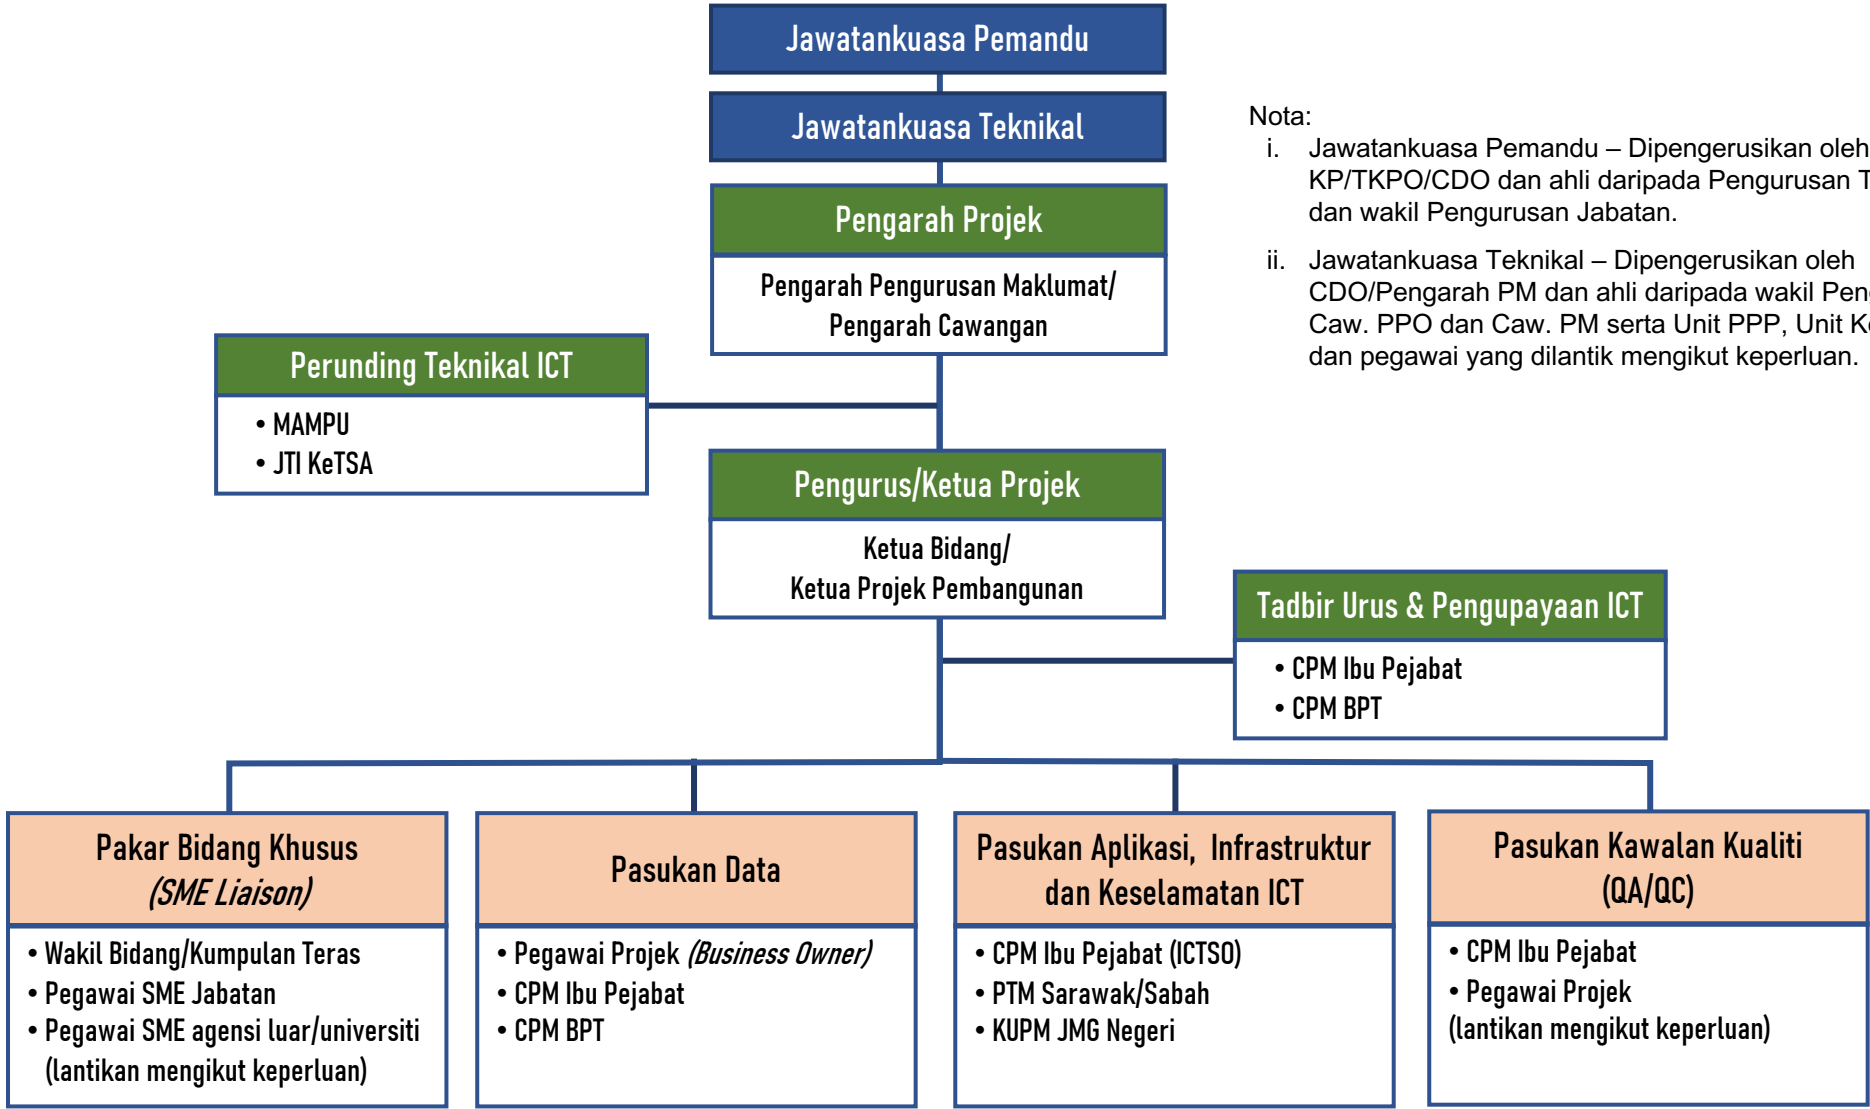 Jawatankuasa Pemandu
Jawatankuasa Teknikal
Nota:
i. Jawatankuasa Pemandu – Dipengerusikan oleh
KP/TKPO/CDO dan ahli daripada Pengurusan
dan wakil Pengurusan Jabatan.
ii. Jawatankuasa Teknikal – Dipengerusikan oleh
CDO/Pengarah PM dan ahli daripada wakil
Caw. PPO dan Caw. PM serta Unit PPP, Unit
dan pegawai yang dilantik mengikut keperluan.
Pengarah Projek
Pengarah Pengurusan Maklumat/
Pengarah Cawangan
Perunding Teknikal ICT
• MAMPU
• JTI KeTSA
Pengurus/Ketua Projek
Ketua Bidang/
Ketua Projek Pembangunan
Tadbir Urus & Pengupayaan ICT
• CPM Ibu Pejabat
• CPM BPT
Pakar Bidang Khusus
(SME Liaison)
• Wakil Bidang/Kumpulan Teras
• Pegawai SME Jabatan
• Pegawai SME agensi luar/universiti
(lantikan mengikut keperluan)
Pasukan Data
• Pegawai Projek (Business Owner)
• CPM Ibu Pejabat
• CPM BPT
Pasukan Aplikasi, Infrastruktur
dan Keselamatan ICT
• CPM Ibu Pejabat (ICTSO)
• PTM Sarawak/Sabah
• KUPM JMG Negeri
Pasukan Kawalan Kualiti
(QA/QC)
• CPM Ibu Pejabat
• Pegawai Projek
(lantikan mengikut keperluan)